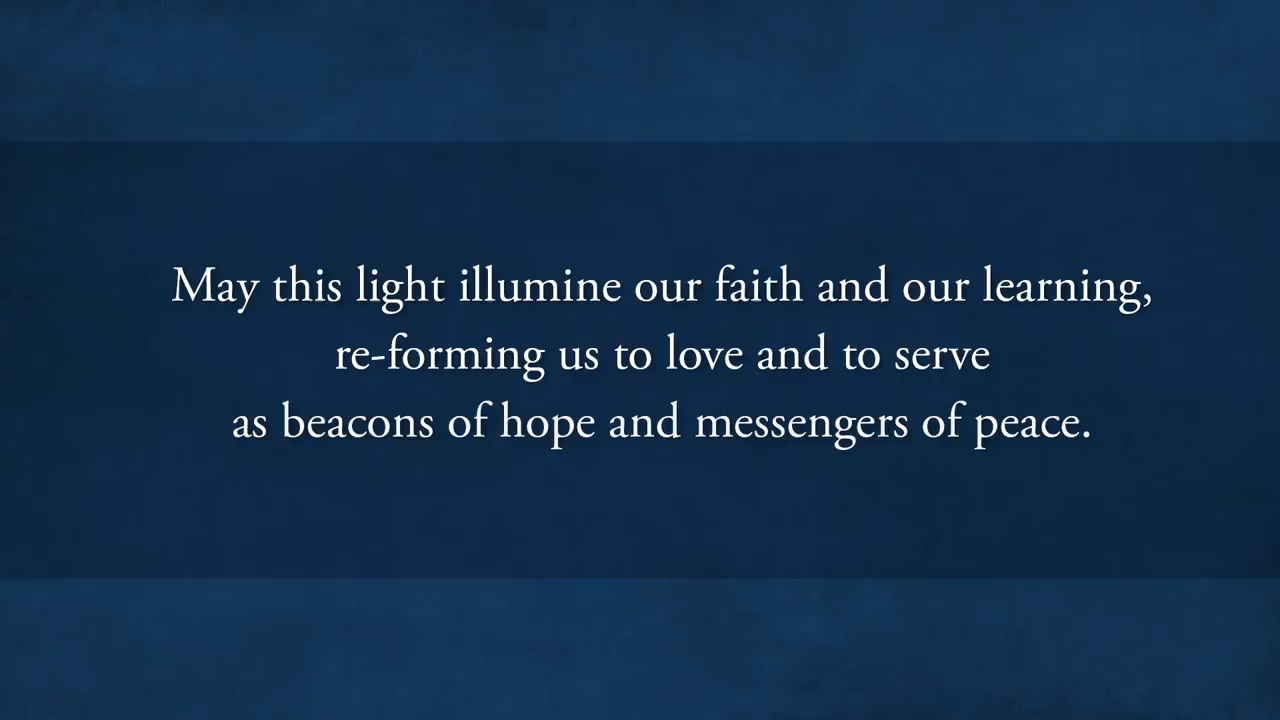 May this light illumine our faith and our learning,
re-forming us to love and to serve
as beacons of hope and messengers of peace.